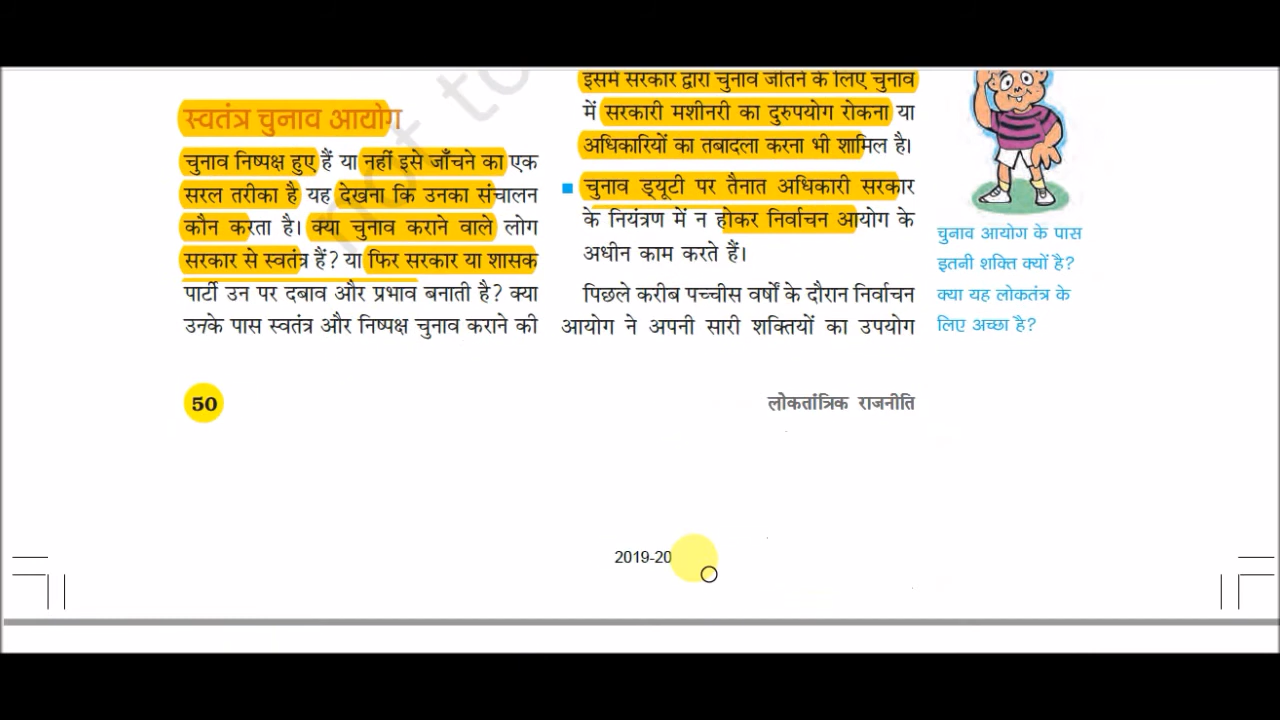 स्वतंत्र चुनाव आयोग
चुनाव निष्पक्ष हुए हैं या नहीं इसे जाँचने का एक
सरल तरीका है यह देखना कि उनका संचालन
कौन करता है। क्या चुनाव कराने वाले लोग
सरकार से स्वतंत्र हैं? या फिर सरकार या शासक
पार्टी उन पर दबाव और प्रभाव बनाती है? क्या
उनके पास स्वतंत्र और निष्पक्ष चुनाव कराने की
इसमें सरकार द्वारा चुनाव जीतने के लिए चुनाव
में सरकारी मशीनरी का दुरुपयोग रोकना या
अधिकारियों का तबादला करना भी शामिल है।
चुनाव ड्यूटी पर तैनात अधिकारी सरकार
के नियंत्रण में न होकर निर्वाचन आयोग के
अधीन काम करते हैं।
पिछले करीब पच्चीस वर्षों के दौरान निर्वाचन
आयोग ने अपनी सारी शक्तियों का उपयोग
चुनाव आयोग के पास
इतनी शक्ति क्यों है?
क्या यह लोकतंत्र के
लिए अच्छा है?
not to
50
लोकतांत्रिक राजनीति
2019-20